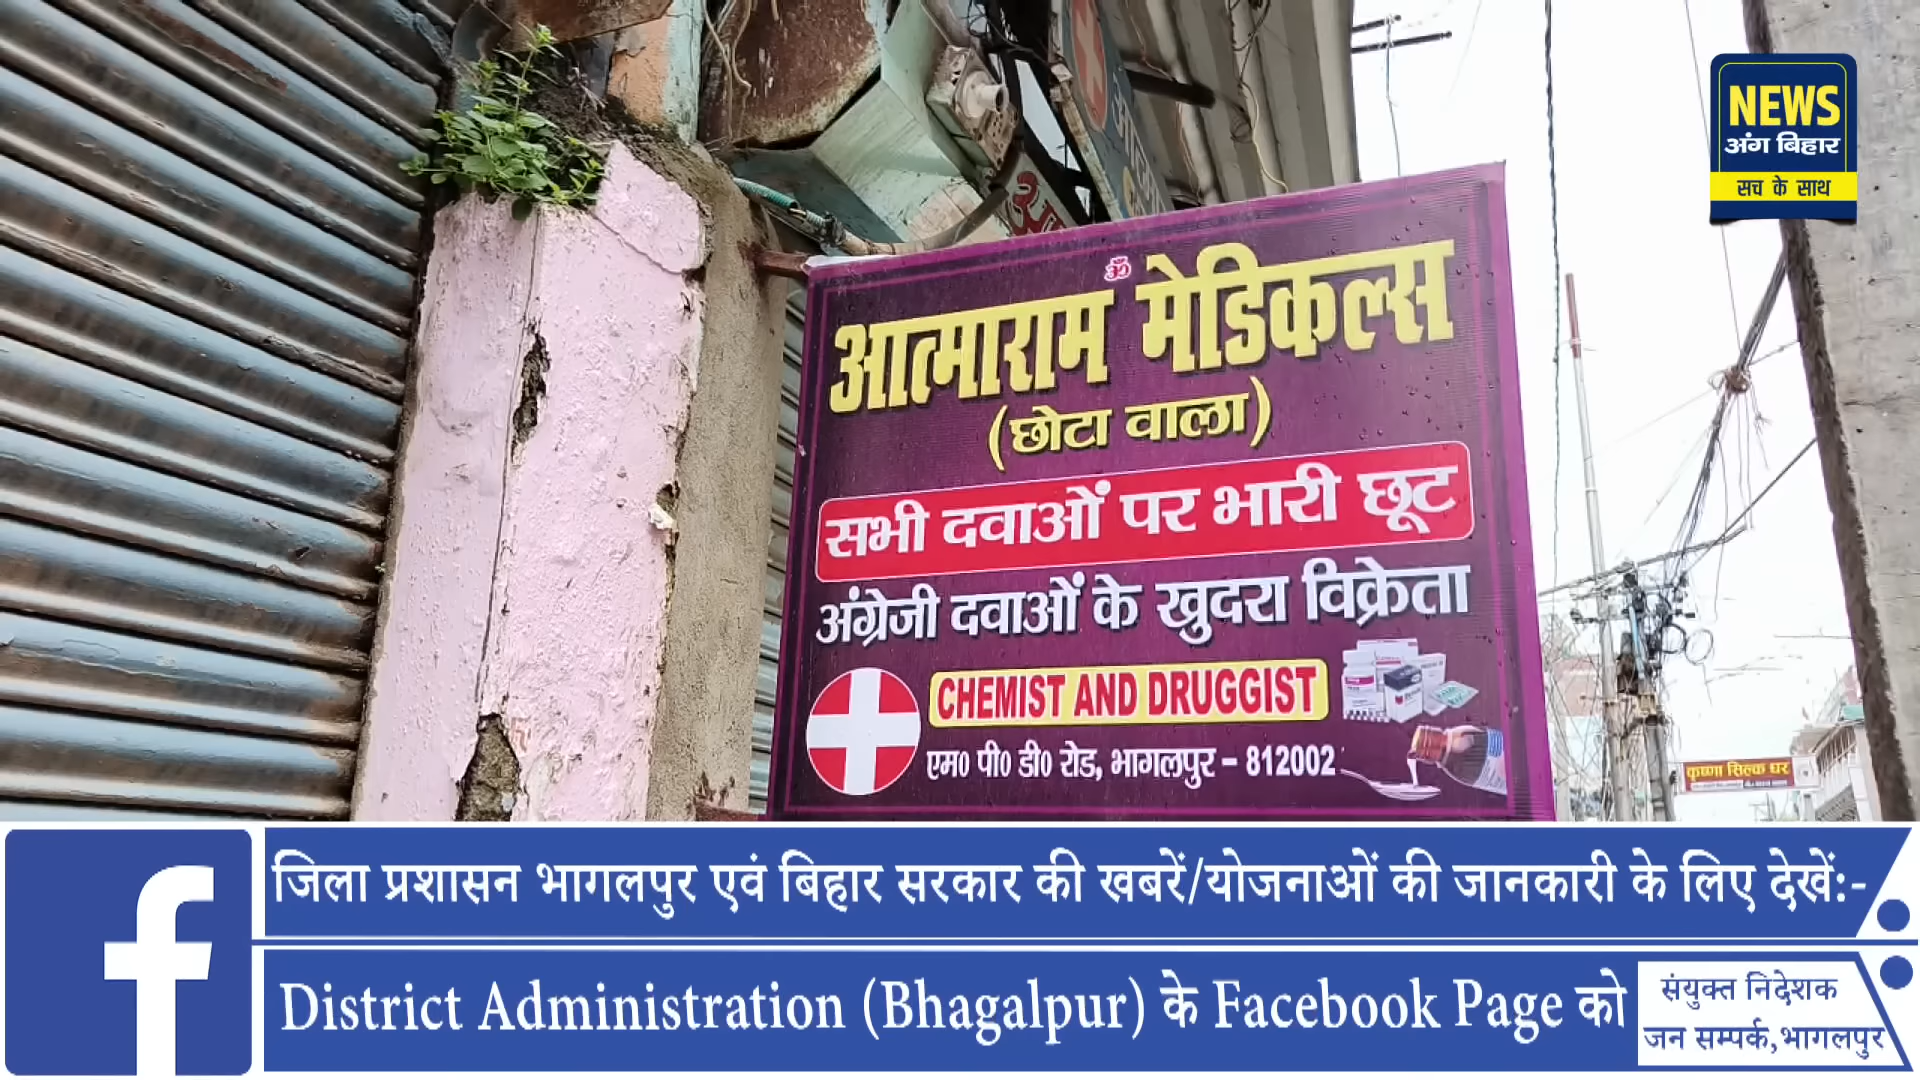 NEWS
अंग बिहार
सच के साथ
ॐ
आत्माराम मेडिकल्स
(छोटा वाला)
सभी दवाओं पर भारी छूट
अंग्रेजी दवाओं के खुदरा विक्रेता
CHEMIST AND DRUGGIST
एम० पी० डी० रोड, भागलपुर - 812002
कृष्णा सिल्क घर
जिला प्रशासन भागलपुर एवं बिहार सरकार की खबरें/योजनाओं की जानकारी के लिए देखें:-
District Administration (Bhagalpur) के Facebook Page को
संयुक्त निदेशक
जन सम्पर्क,भागलपुर